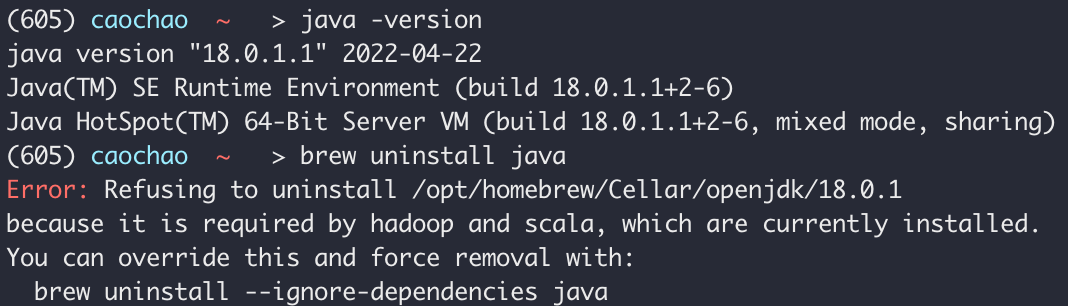 (605) caochao ~ > java -version
java version "18.0.1.1" 2022-04-22
Java(TM) SE Runtime Environment (build 18.0.1.1+2-6)
Java HotSpot(TM) 64-Bit Server VM (build 18.0.1.1+2-6, mixed mode, sharing)
(605) caochao ~ > brew uninstall java
Error: Refusing to uninstall /opt/homebrew/Cellar/openjdk/18.0.1
because it is required by hadoop and scala, which are currently installed.
You can override this and force removal with:
  brew uninstall --ignore-dependencies java